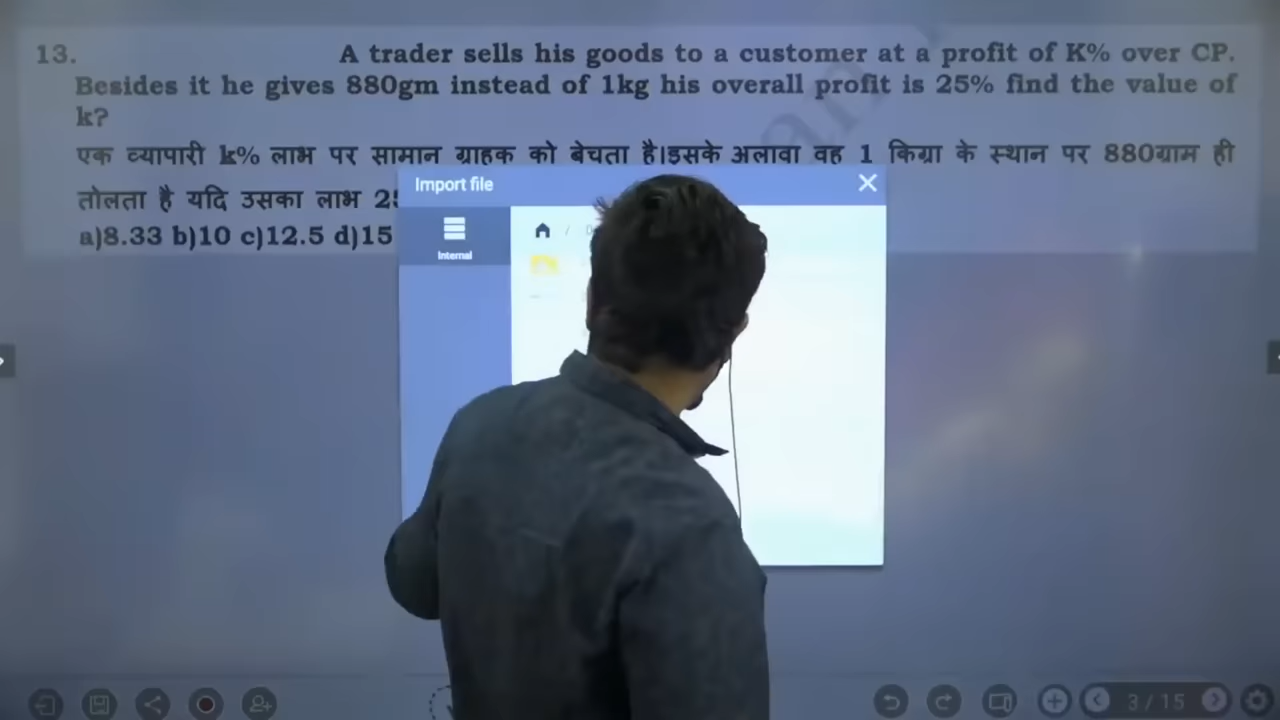 13. A trader sells his goods to a customer at a profit of K% over CP.
Besides it he gives 880gm instead of 1kg his overall profit is 25% find the value of
k?
एक व्यापारी k% लाभ पर सामान ग्राहक को बेचता है।इसके अलावा वह 1 किग्रा के स्थान पर 880ग्राम ही
तोलता है यदि उसका लाभ
a)8.33 b)10 c)12.5 d)15
Import file
Internal
3 / 15